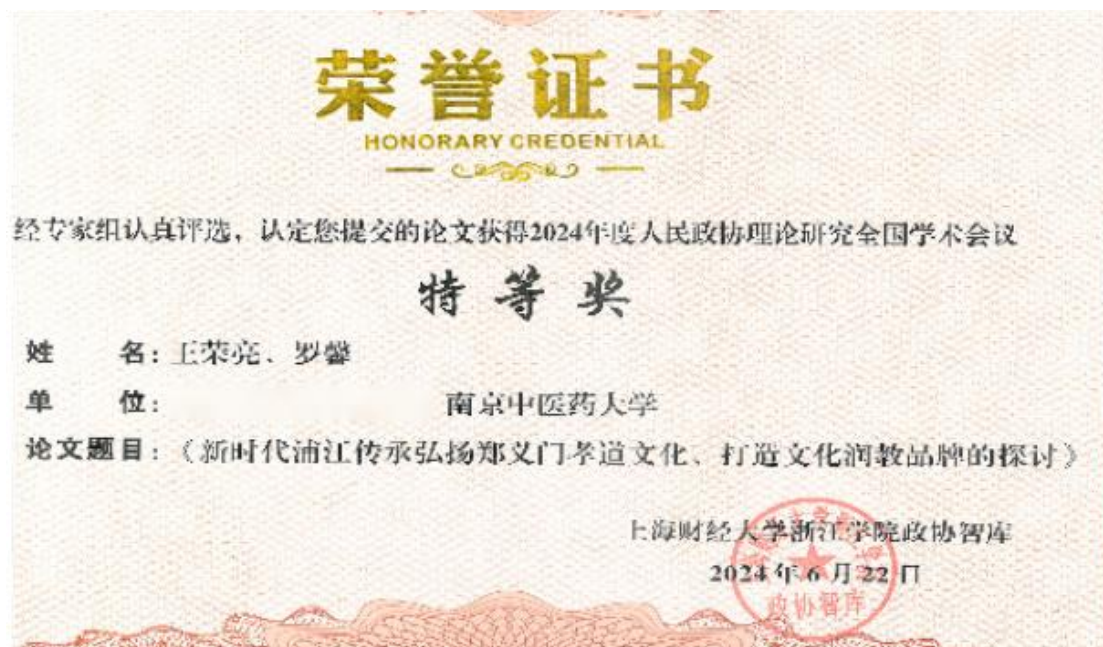 荣誉证书
HONORARY CREDENTIAL
经专家组认真评选，认定您提交的论文获得2024年度人民政协理论研究全国学术会议
特等奖
姓 名：王荣亮、罗馨
单 位： 南京中医药大学
论文题目：《新时代浦江传承弘扬郑义门孝道文化、打造文化润教品牌的探讨》
上海财经大学浙江学院政协智库
2024年6月22日
政协智库